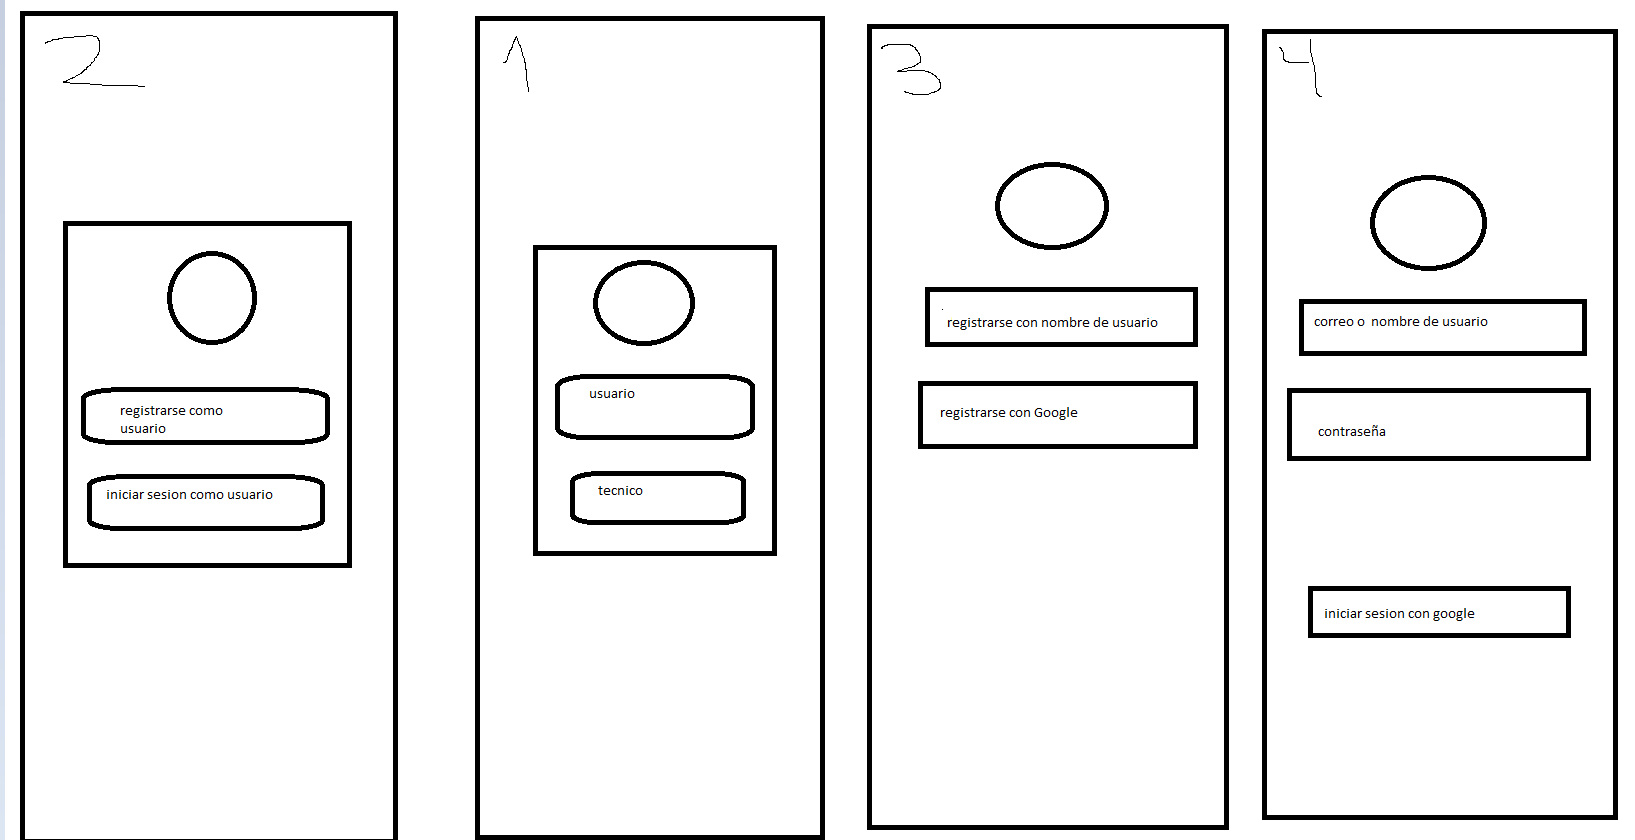 2
registrarse como
usuario
iniciar sesion como usuario
1
usuario
tecnico
3
registrarse con nombre de usuario
registrarse con Google
4
correo o nombre de usuario
contraseña
iniciar sesion con google